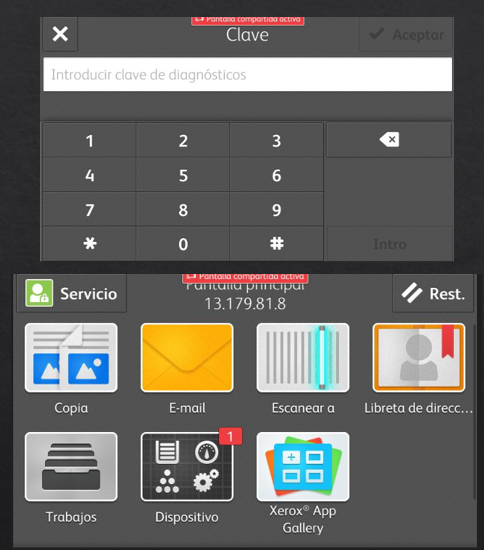 Pantalla compartida activa
Clave
Aceptar
Introducir clave de diagnósticos
1 2 3
4 5 6
7 8 9
* 0 #
Intro
Pantalla compartida activa
Servicio
Pantalla principal
13.179.81.8
Rest.
Copia
E-mail
Escanear a
Libreta de direcc...
1
Trabajos
Dispositivo
Xerox® App
Gallery